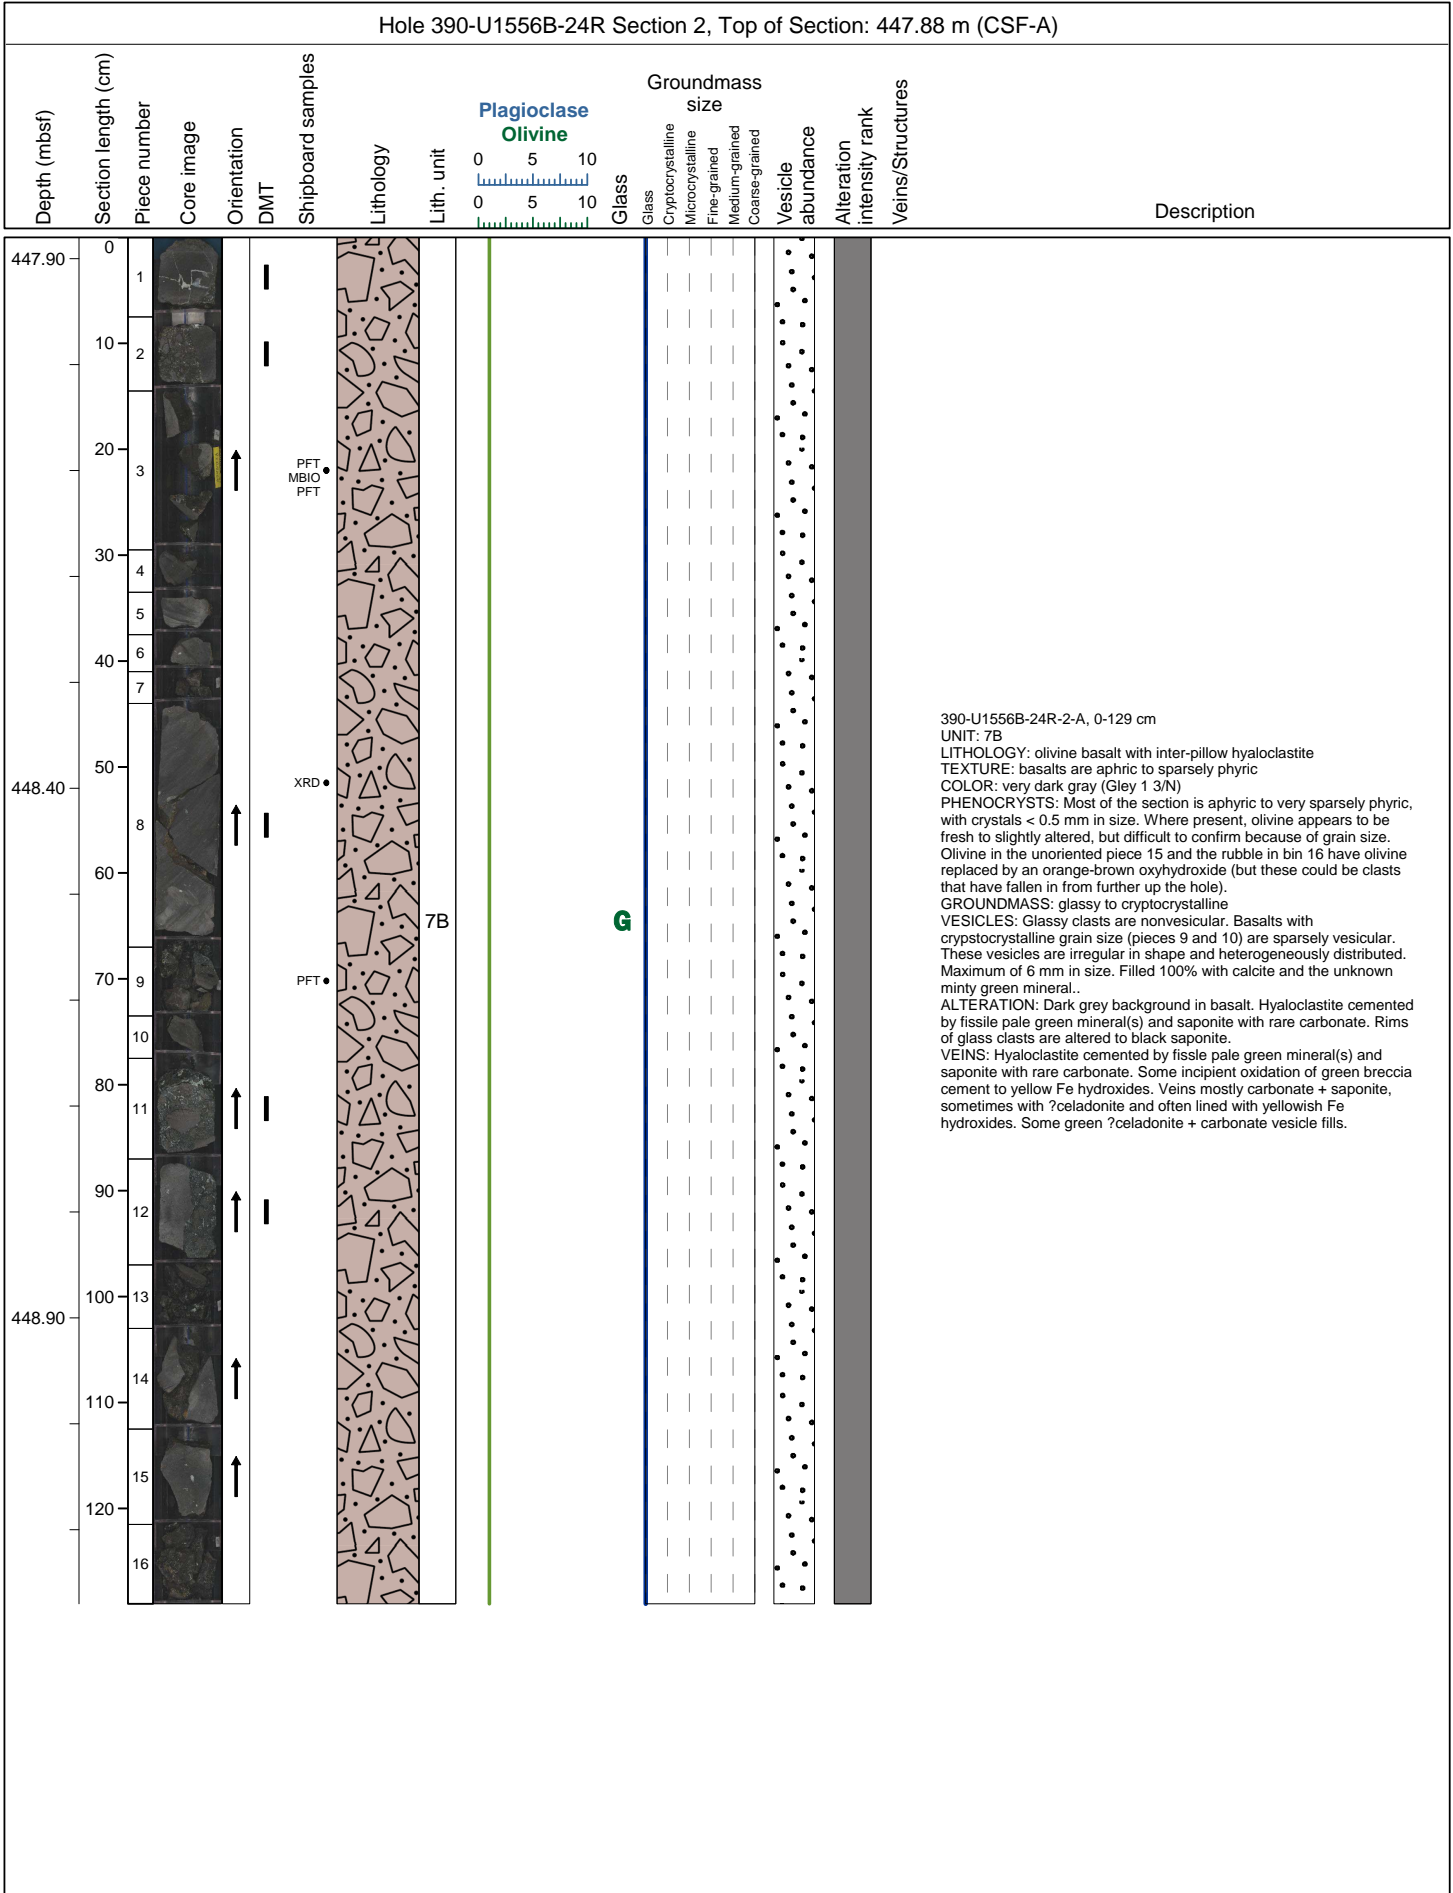 Hole 390-U1556B-24R Section 2, Top of Section: 447.88 m (CSF-A)
Depth (mbsf)
Section length (cm)
Piece number
Core image
Orientation
DMT
Shipboard samples
Lithology
Lith. unit
Plagioclase
Olivine
0 5 10
0 5 10
Glass
Groundmass
size
Glass
Cryptocrystalline
Microcrystalline
Fine-grained
Medium-grained
Coarse-grained
Vesicle
abundance
Alteration
intensity rank
Veins/Structures
Description
447.90
448.40
448.90
0
10
20
30
40
50
60
70
80
90
100
110
120
1
2
3
4
5
6
7
8
9
10
11
12
13
14
15
16
PFT
MBIO
PFT
XRD
PFT
7B
G
390-U1556B-24R-2-A, 0-129 cm
UNIT: 7B
LITHOLOGY: olivine basalt with inter-pillow hyaloclastite
TEXTURE: basalts are aphric to sparsely phyric
COLOR: very dark gray (Gley 1 3/N)
PHENOCRYSTS: Most of the section is aphyric to very sparsely phyric,
with crystals < 0.5 mm in size. Where present, olivine appears to be
fresh to slightly altered, but difficult to confirm because of grain size.
Olivine in the unoriented piece 15 and the rubble in bin 16 have olivine
replaced by an orange-brown oxyhydroxide (but these could be clasts
that have fallen in from further up the hole).
GROUNDMASS: glassy to cryptocrystalline
VESICLES: Glassy clasts are nonvesicular. Basalts with
crypstocrystalline grain size (pieces 9 and 10) are sparsely vesicular.
These vesicles are irregular in shape and heterogeneously distributed.
Maximum of 6 mm in size. Filled 100% with calcite and the unknown
minty green mineral..
ALTERATION: Dark grey background in basalt. Hyaloclastite cemented
by fissile pale green mineral(s) and saponite with rare carbonate. Rims
of glass clasts are altered to black saponite.
VEINS: Hyaloclastite cemented by fissle pale green mineral(s) and
saponite with rare carbonate. Some incipient oxidation of green breccia
cement to yellow Fe hydroxides. Veins mostly carbonate + saponite,
sometimes with ?celadonite and often lined with yellowish Fe
hydroxides. Some green ?celadonite + carbonate vesicle fills.